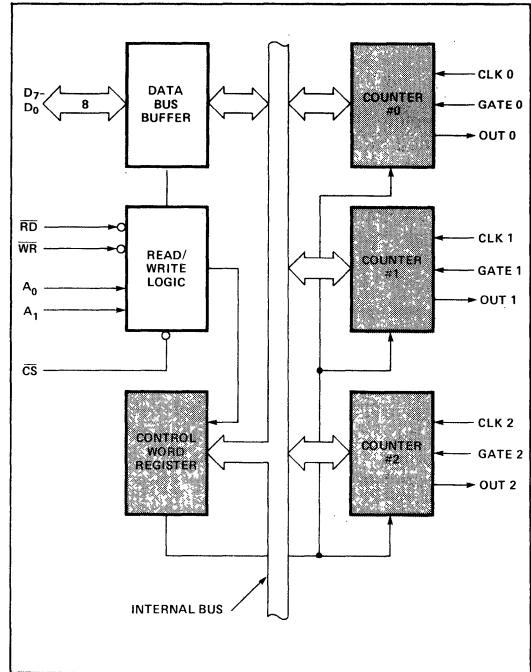 DATA
BUS
BUFFER
D7-
D0
8
COUNTER
#0
CLK 0
GATE 0
OUT 0
RD
WR
A0
A1
CS
READ/
WRITE
LOGIC
COUNTER
#1
CLK 1
GATE 1
OUT 1
CONTROL
WORD
REGISTER
COUNTER
#2
CLK 2
GATE 2
OUT 2
INTERNAL BUS